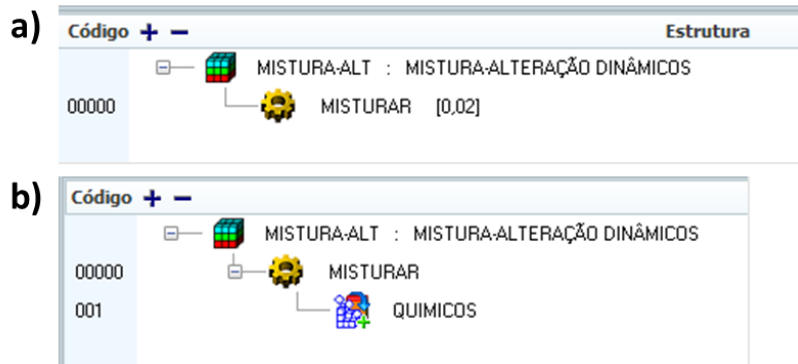 a)
Código + − Estrutura
MISTURA-ALT : MISTURA-ALTERAÇÃO DINÂMICOS
00000 MISTURAR [0,02]
b)
Código + −
MISTURA-ALT : MISTURA-ALTERAÇÃO DINÂMICOS
00000 MISTURAR
001 QUIMICOS